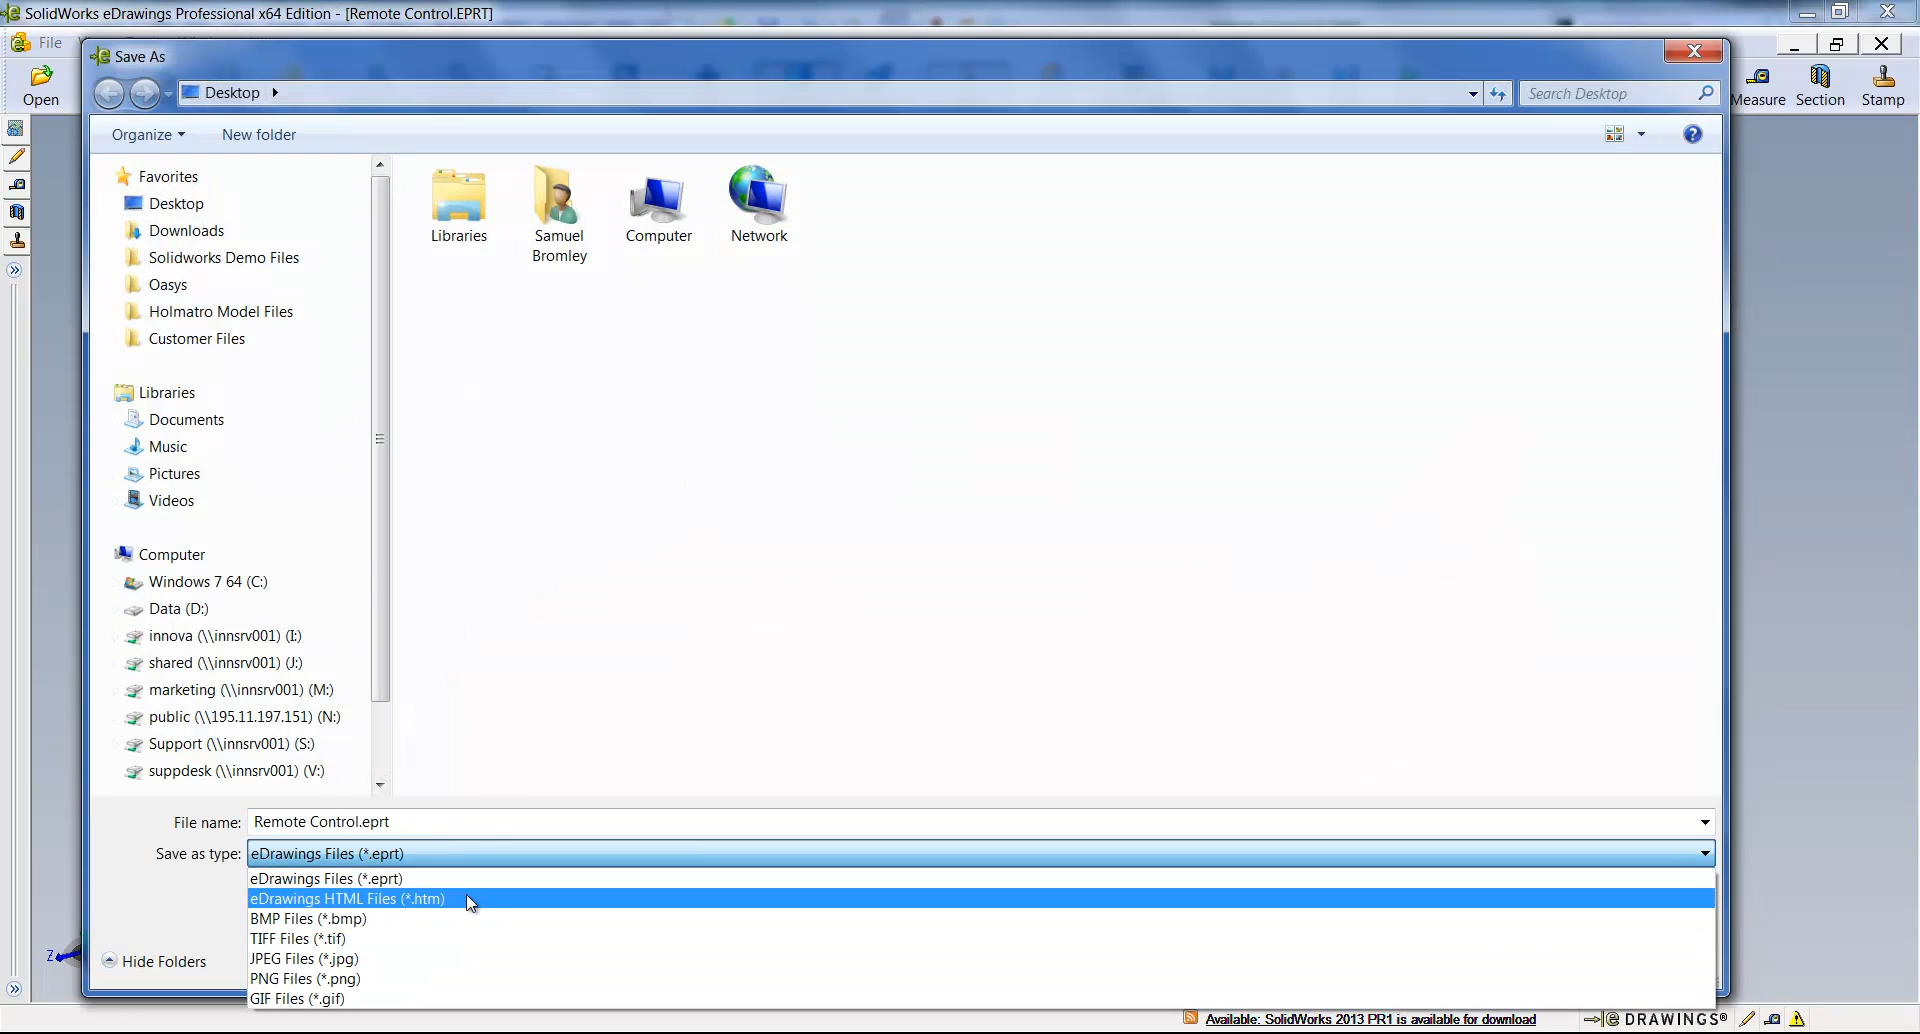 SolidWorks eDrawings Professional x64 Edition - [Remote Control.EPRT]
File
Save As
Open
Desktop
Search Desktop
Measure
Section
Stamp
Organize
New folder
Favorites
Desktop
Downloads
Solidworks Demo Files
Oasys
Holmatro Model Files
Customer Files
Libraries
Documents
Music
Pictures
Videos
Computer
Windows 7 64 (C:)
Data (D:)
innova (\\innsrv001) (I:)
shared (\\innsrv001) (J:)
marketing (\\innsrv001) (M:)
public (\\195.11.197.151) (N:)
Support (\\innsrv001) (S:)
suppdesk (\\innsrv001) (V:)
Libraries
Samuel
Bromley
Computer
Network
File name: Remote Control.eprt
Save as type: eDrawings Files (*.eprt)
eDrawings Files (*.eprt)
eDrawings HTML Files (*.htm)
BMP Files (*.bmp)
TIFF Files (*.tif)
JPEG Files (*.jpg)
PNG Files (*.png)
GIF Files (*.gif)
Z
Hide Folders
Available: SolidWorks 2013 PR1 is available for download
e DRAWINGS®